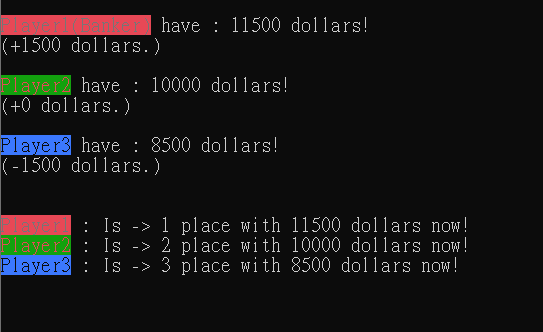 Player1(Banker) have : 11500 dollars!
(+1500 dollars.)
Player2 have : 10000 dollars!
(+0 dollars.)
Player3 have : 8500 dollars!
(-1500 dollars.)
Player1 : Is -> 1 place with 11500 dollars now!
Player2 : Is -> 2 place with 10000 dollars now!
Player3 : Is -> 3 place with 8500 dollars now!